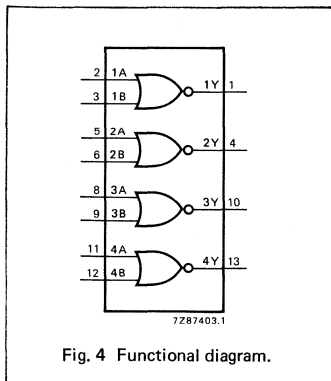 2 1A
3 1B
1Y 1
5 2A
6 2B
2Y 4
8 3A
9 3B
3Y 10
11 4A
12 4B
4Y 13
7Z87403.1
Fig. 4 Functional diagram.